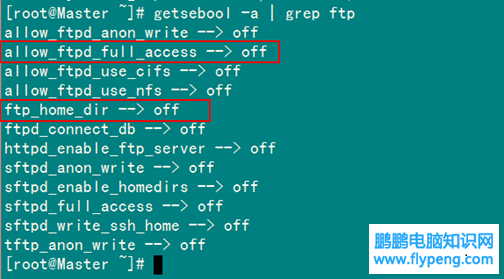 [root@Master ~]# getsebool -a | grep ftp
allow_ftpd_anon_write --> off
allow_ftpd_full_access --> off
allow_ftpd_use_cifs --> off
allow_ftpd_use_nfs --> off
ftp_home_dir --> off
ftpd_connect_db --> off
httpd_enable_ftp_server --> off
sftpd_anon_write --> off
sftpd_enable_homedirs --> off
sftpd_full_access --> off
sftpd_write_ssh_home --> off
tftp_anon_write --> off
[root@Master ~]#
鹏鹏电脑知识网
www.flypeng.com